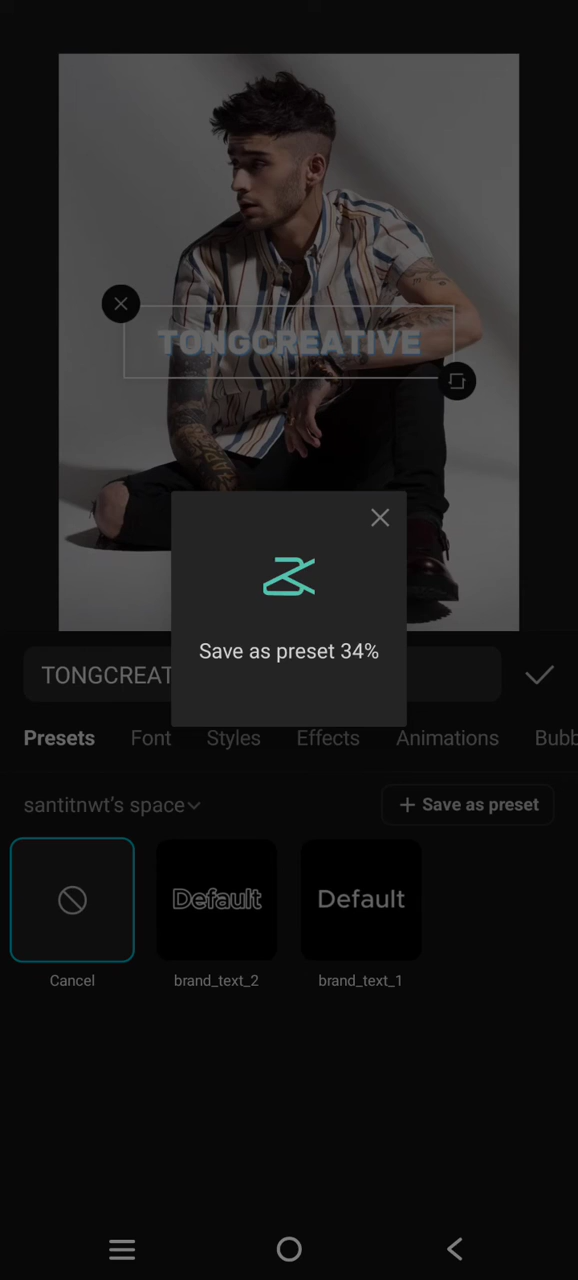 TONGCREATIVE
Save as preset 34%
TONGCREAT
Presets Font Styles Effects Animations Bubb
santitnwt's space
+ Save as preset
Default Default
Cancel brand_text_2 brand_text_1